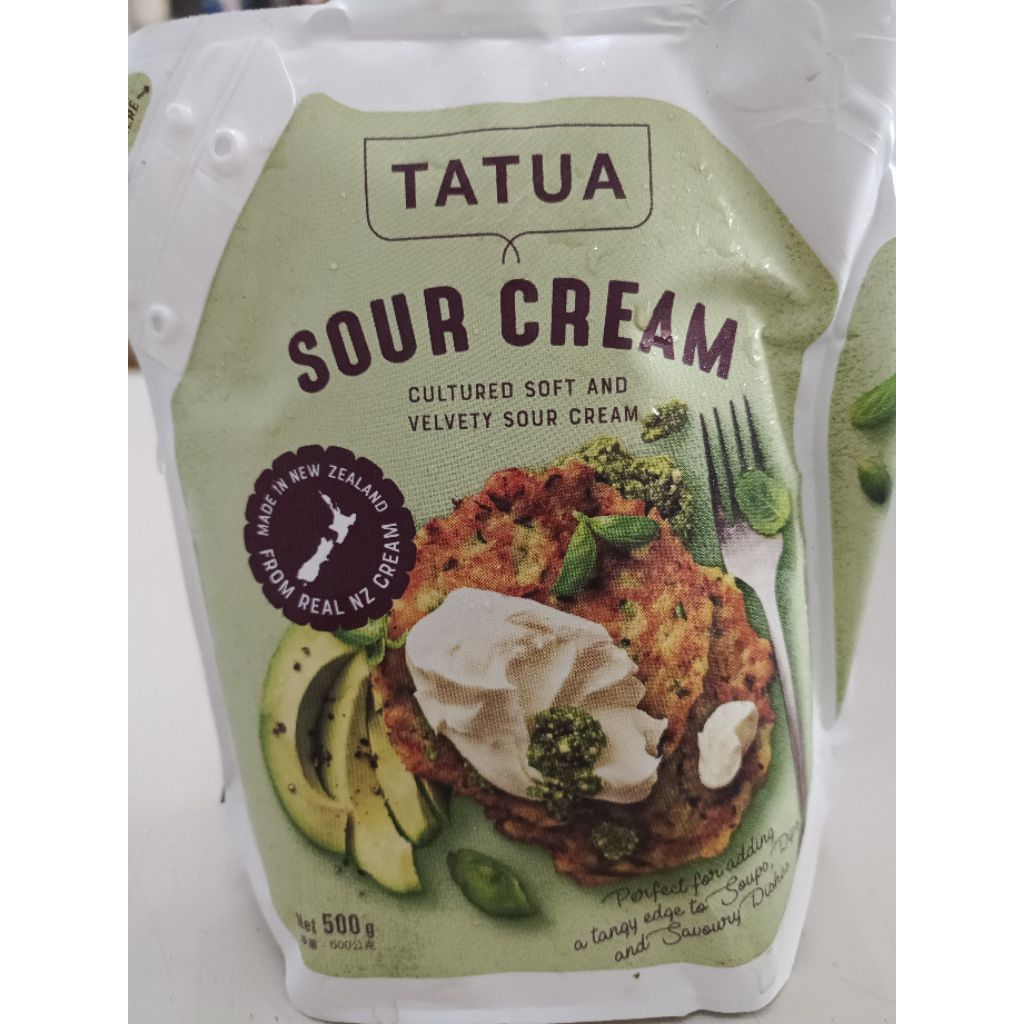 TATUA
SOUR CREAM
CULTURED SOFT AND
VELVETY SOUR CREAM
MADE IN NEW ZEALAND
FROM REAL NZ CREAM
Perfect for adding
a tangy edge to Soups,
and Savoury Dishes
Net 500 g
500公克